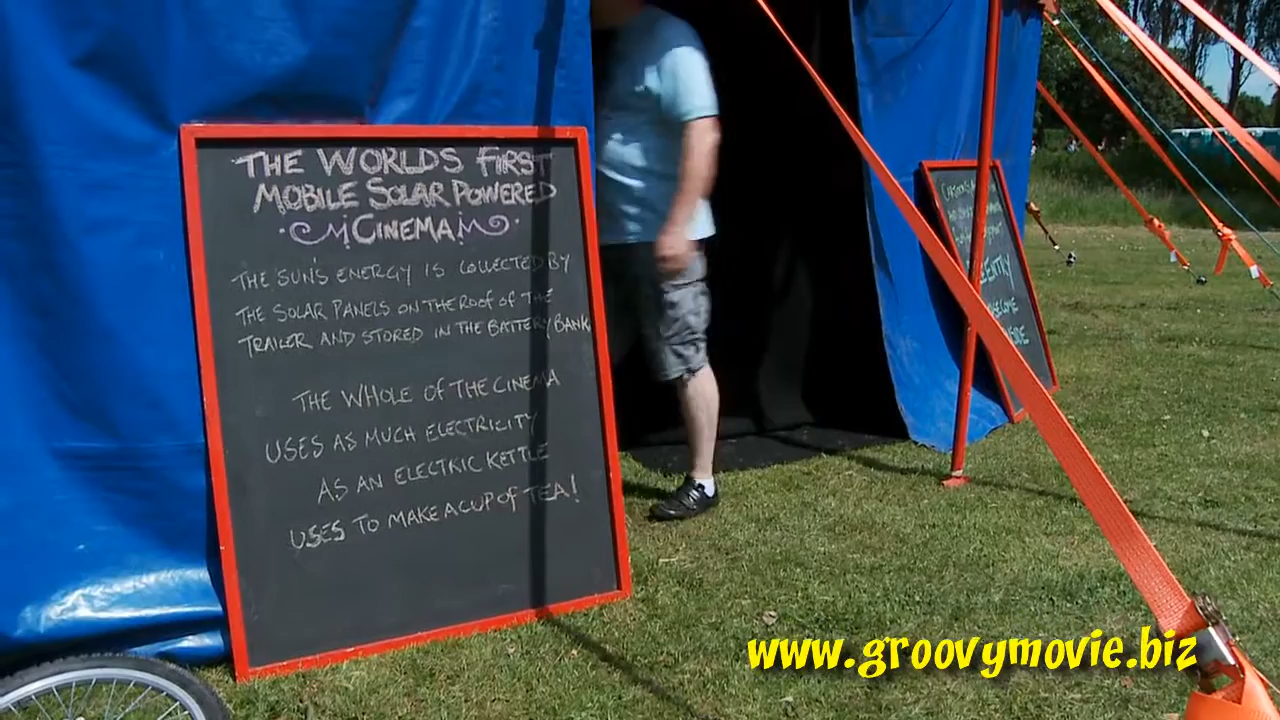 THE WORLDS FIRST
MOBILE SOLAR POWERED
CINEMA
THE SUN'S ENERGY IS COLLECTED BY
THE SOLAR PANELS ON THE ROOF OF THE
TRAILER AND STORED IN THE BATTERY BANK
THE WHOLE OF THE CINEMA
USES AS MUCH ELECTRICITY
AS AN ELECTRIC KETTLE
USES TO MAKE A CUP OF TEA!
www.groovymovie.biz